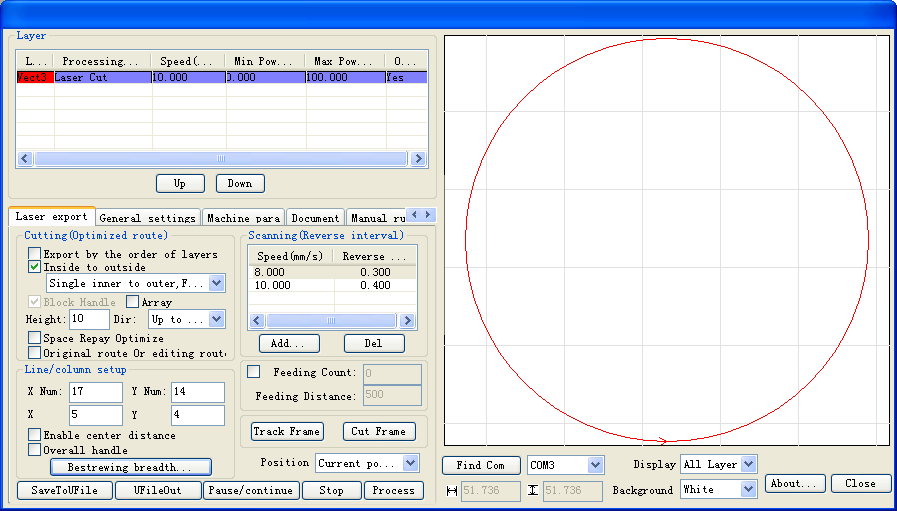 Layer
L... Processing... Speed(... Min Pow... Max Pow... O...
Vect3 Laser Cut 10.000 0.000 100.000 Yes
Up Down
Laser export General settings Machine para Document Manual ru
Cutting(Optimized route)
Export by the order of layers
Inside to outside
Single inner to outer,F...
Block Handle Array
Height: 10 Dir: Up to ...
Space Repay Optimize
Original route Or editing route
Line/column setup
X Num: 17 Y Num: 14
X 5 Y 4
Enable center distance
Overall handle
Bestrewing breadth...
Scanning(Reverse interval)
Speed(mm/s) Reverse ...
8.000 0.300
10.000 0.400
Add... Del
Feeding Count: 0
Feeding Distance: 500
Track Frame Cut Frame
Position Current po...
SaveToUFile UFileOut Pause/continue Stop Process
Find Com COM3 Display All Layer
51.736 51.736 Background White About... Close